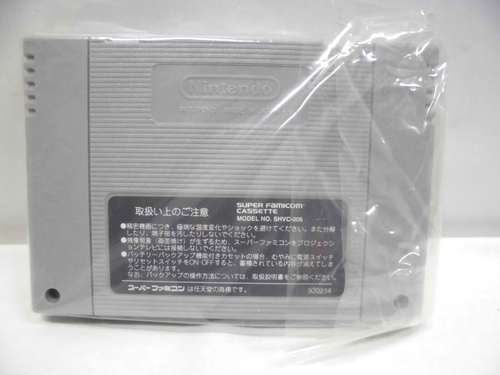 Nintendo
取扱い上のご注意
SUPER FAMICOM
CASSETTE
MODEL NO. SHVC-006
●精密機器につき、極端な温度変化やショックを避けてください。また分解
したり、端子部を汚したりしないでください。
●残像現象(画面焼け)が生ずるため、スーパーファミコンをプロジェクシ
ョンテレビには接続しないでください。
●バッテリーバックアップ機能付きカセットの場合、むやみに電源スイッチ
やリセットスイッチをON-OFFすると、蓄積されている内容が消えてしま
うことがあります。
なお、バックアップの操作方法については、取扱説明書をご参照ください。
スーパーファミコンは任天堂の商標です。
920214